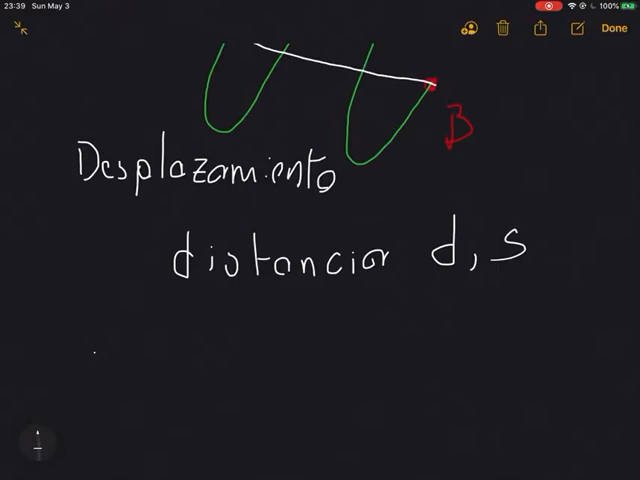 23:39 Sun May 3 100%
Done
B
Desplazamiento
distancia d, s